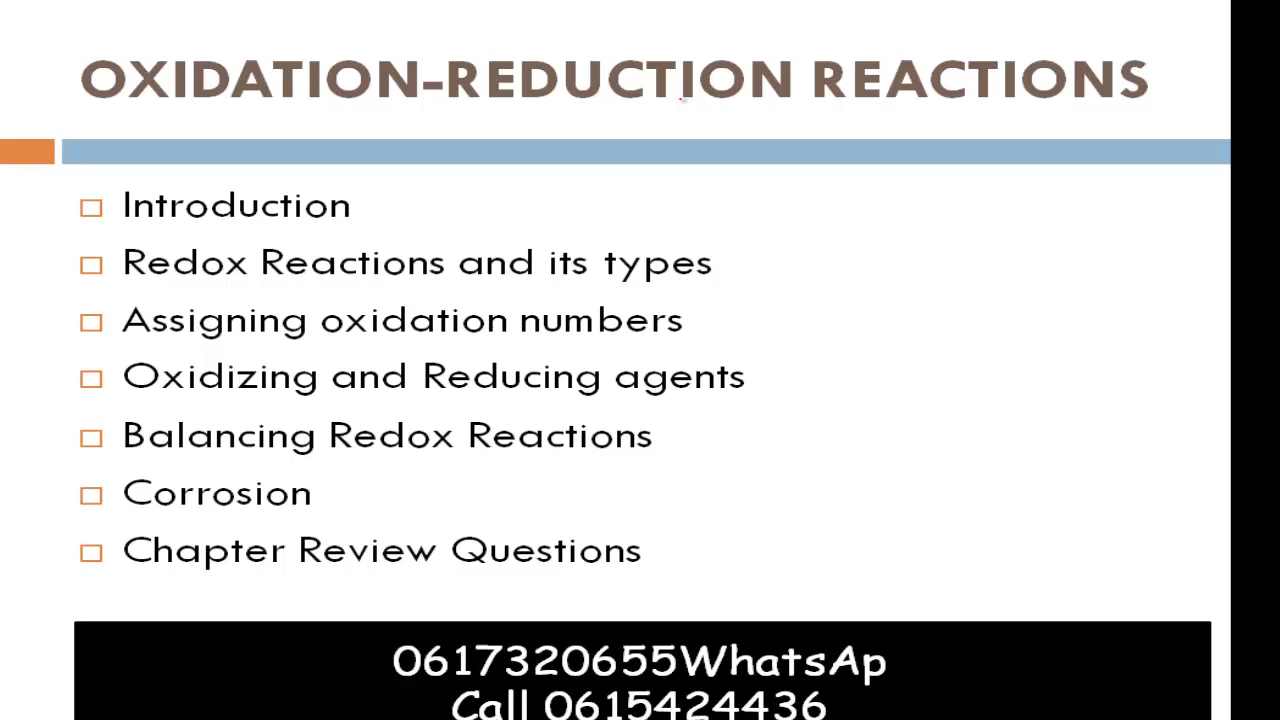 OXIDATION-REDUCTION REACTIONS
Introduction
Redox Reactions and its types
Assigning oxidation numbers
Oxidizing and Reducing agents
Balancing Redox Reactions
Corrosion
Chapter Review Questions
0617320655WhatsAp
Call 0615424436